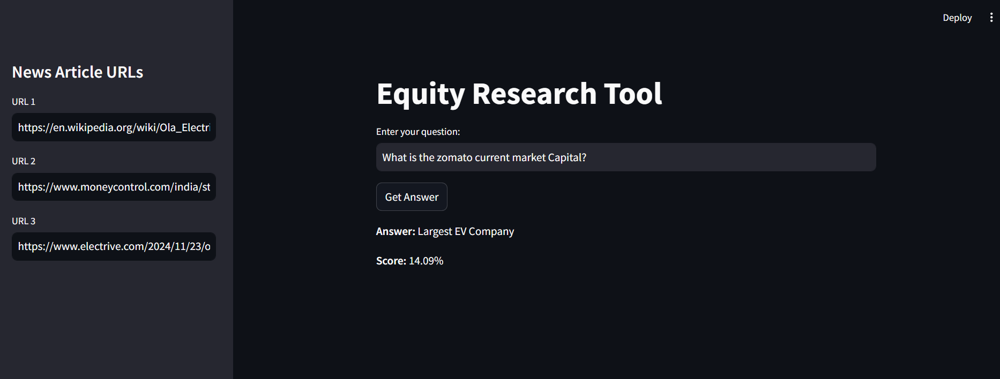 Deploy
News Article URLs
URL 1
https://en.wikipedia.org/wiki/Ola_Electri
URL 2
https://www.moneycontrol.com/india/st
URL 3
https://www.electrive.com/2024/11/23/o
Equity Research Tool
Enter your question:
What is the zomato current market Capital?
Get Answer
Answer: Largest EV Company
Score: 14.09%